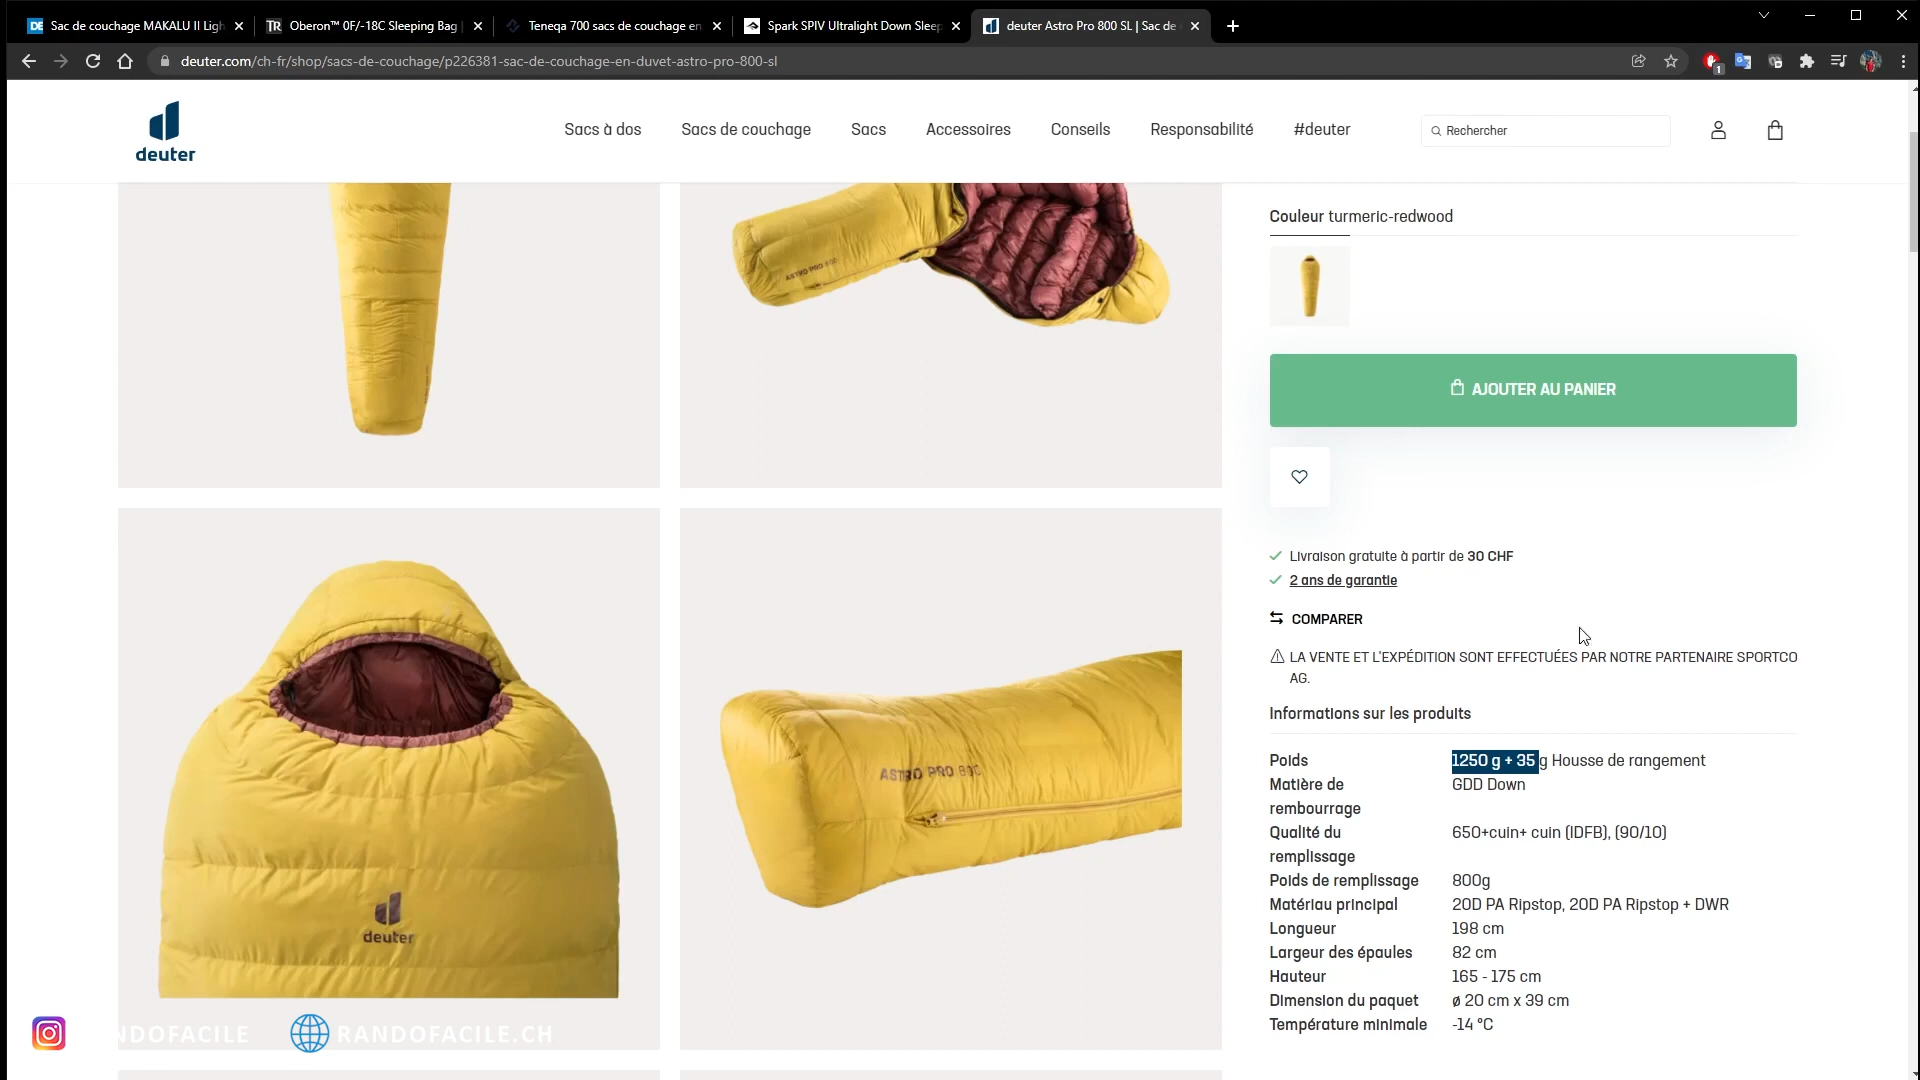 Sac de couchage MAKALU II Ligh
Oberon™ 0F/-18C Sleeping Bag
Teneqa 700 sacs de couchage en
Spark SPIV Ultralight Down Sleep
deuter Astro Pro 800 SL | Sac de
deuter.com/ch-fr/shop/sacs-de-couchage/p226381-sac-de-couchage-en-duvet-astro-pro-800-sl
1
deuter
Sacs à dos
Sacs de couchage
Sacs
Accessoires
Conseils
Responsabilité
#deuter
Rechercher
ASTRO PRO 800
Couleur turmeric-redwood
AJOUTER AU PANIER
Livraison gratuite à partir de 30 CHF
2 ans de garantie
COMPARER
LA VENTE ET L'EXPÉDITION SONT EFFECTUÉES PAR NOTRE PARTENAIRE SPORTCO
AG.
Informations sur les produits
Poids 1250 g + 35 g Housse de rangement
Matière de GDD Down
rembourrage
Qualité du 650+cuin+ cuin (IDFB), (90/10)
remplissage
Poids de remplissage 800g
Matériau principal 20D PA Ripstop, 20D PA Ripstop + DWR
Longueur 198 cm
Largeur des épaules 82 cm
Hauteur 165 - 175 cm
Dimension du paquet ø 20 cm x 39 cm
Température minimale -14 °C
deuter
ASTRO PRO 800
NDOFACILE
RANDOFACILE.CH